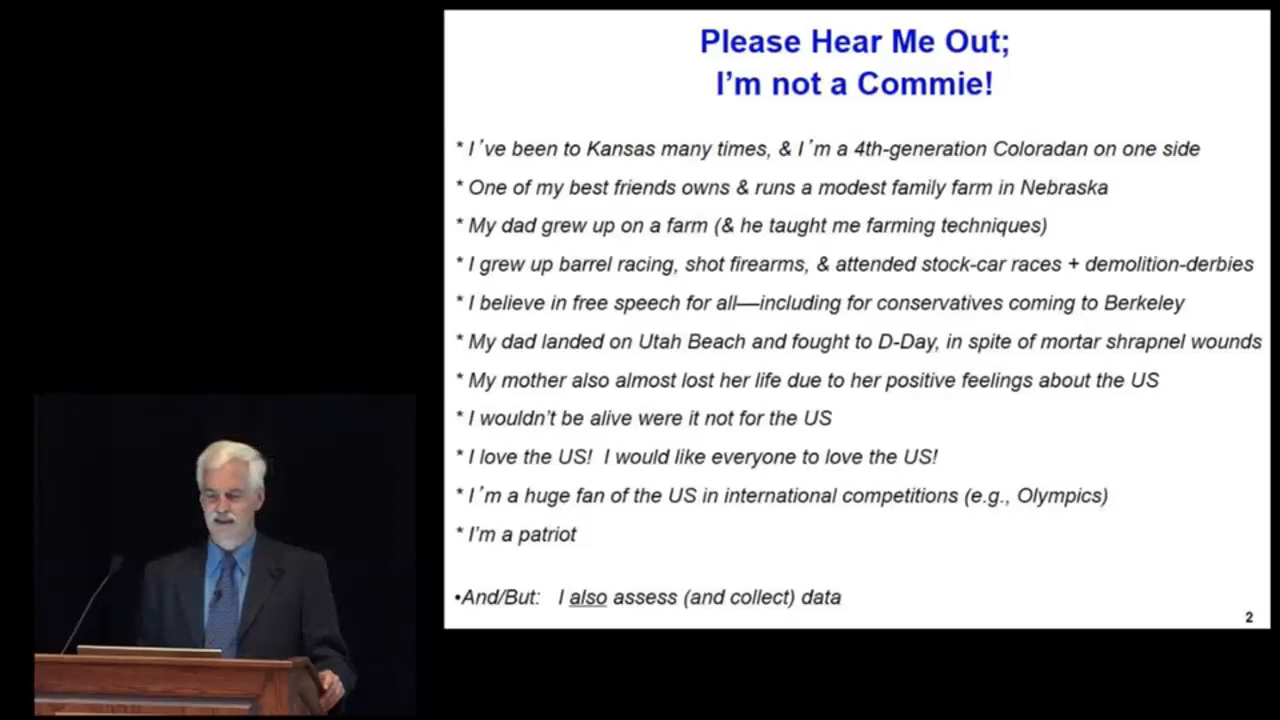 Please Hear Me Out;
I'm not a Commie!
* I´ve been to Kansas many times, & I´m a 4th-generation Coloradan on one side
* One of my best friends owns & runs a modest family farm in Nebraska
* My dad grew up on a farm (& he taught me farming techniques)
* I grew up barrel racing, shot firearms, & attended stock-car races + demolition-derbies
* I believe in free speech for all—including for conservatives coming to Berkeley
* My dad landed on Utah Beach and fought to D-Day, in spite of mortar shrapnel wounds
* My mother also almost lost her life due to her positive feelings about the US
* I wouldn't be alive were it not for the US
* I love the US! I would like everyone to love the US!
* I´m a huge fan of the US in international competitions (e.g., Olympics)
* I'm a patriot
•And/But: I also assess (and collect) data
2